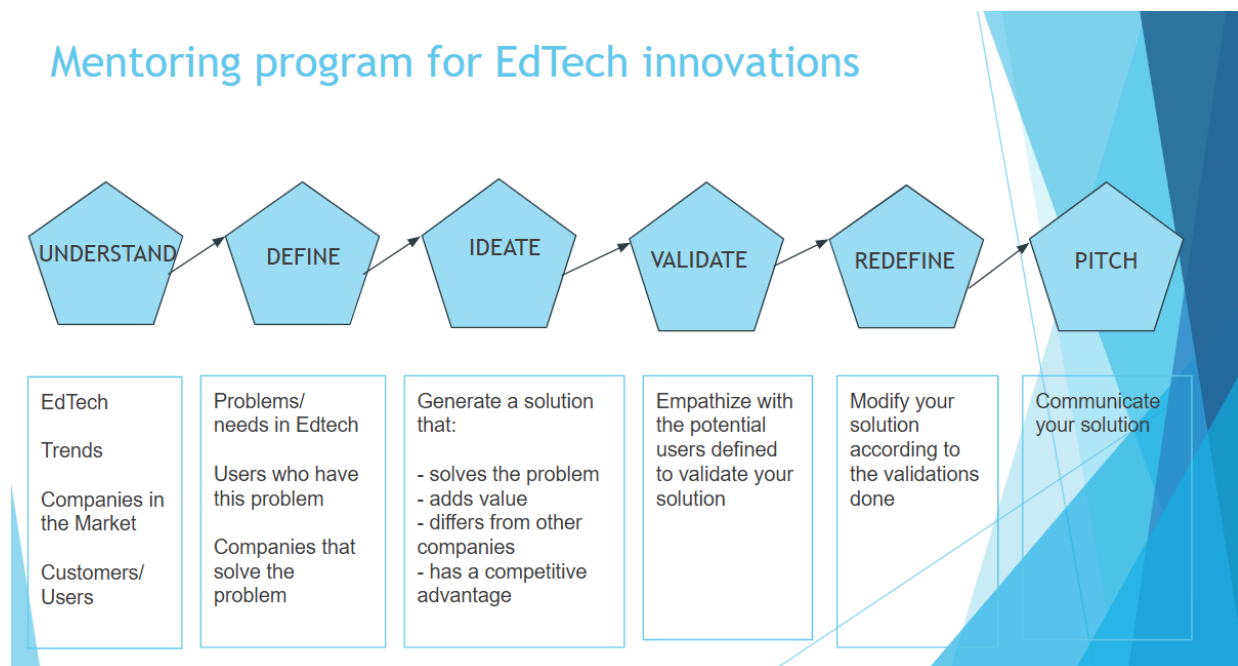 Mentoring program for EdTech innovations
UNDERSTAND
DEFINE
IDEATE
VALIDATE
REDEFINE
PITCH
EdTech
Trends
Companies in
the Market
Customers/
Users
Problems/
needs in Edtech
Users who have
this problem
Companies that
solve the
problem
Generate a solution
that:
- solves the problem
- adds value
- differs from other
companies
- has a competitive
advantage
Empathize with
the potential
users defined
to validate your
solution
Modify your
solution
according to
the validations
done
Communicate
your solution